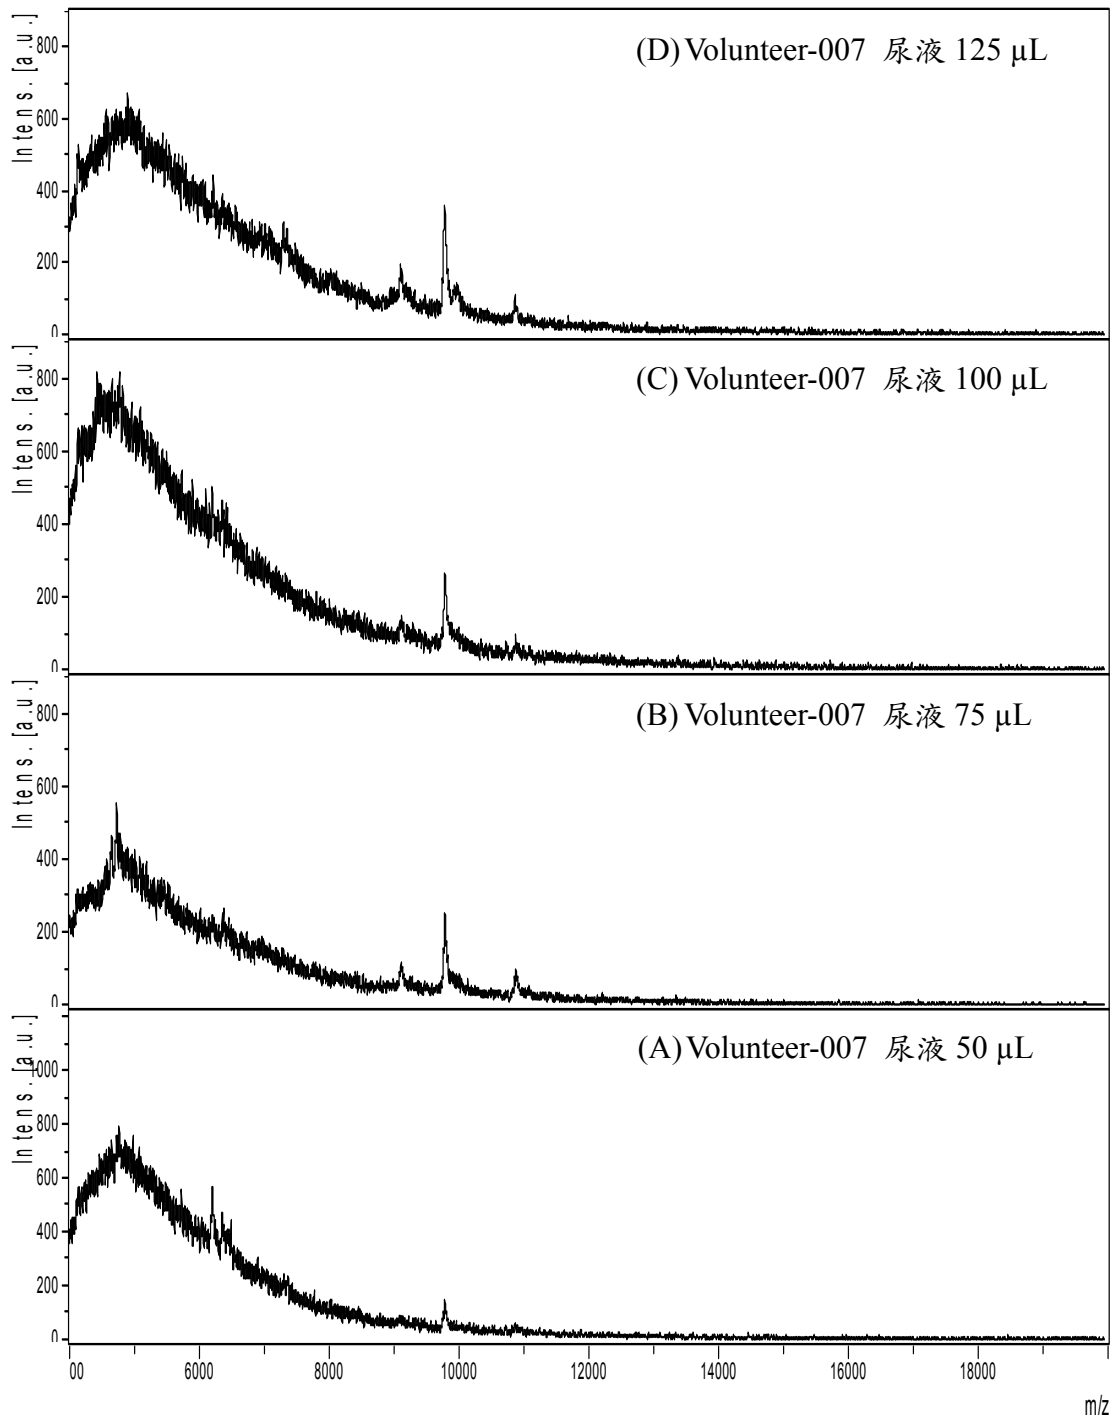 (D) Volunteer-007 尿液 125 µL
Intens. [a.u.]
800
600
400
200
0
(C) Volunteer-007 尿液 100 µL
Intens. [a.u.]
800
600
400
200
0
(B) Volunteer-007 尿液 75 µL
Intens. [a.u.]
800
600
400
200
0
(A) Volunteer-007 尿液 50 µL
Intens. [a.u.]
1000
800
600
400
200
0
00 6000 8000 10000 12000 14000 16000 18000
m/z